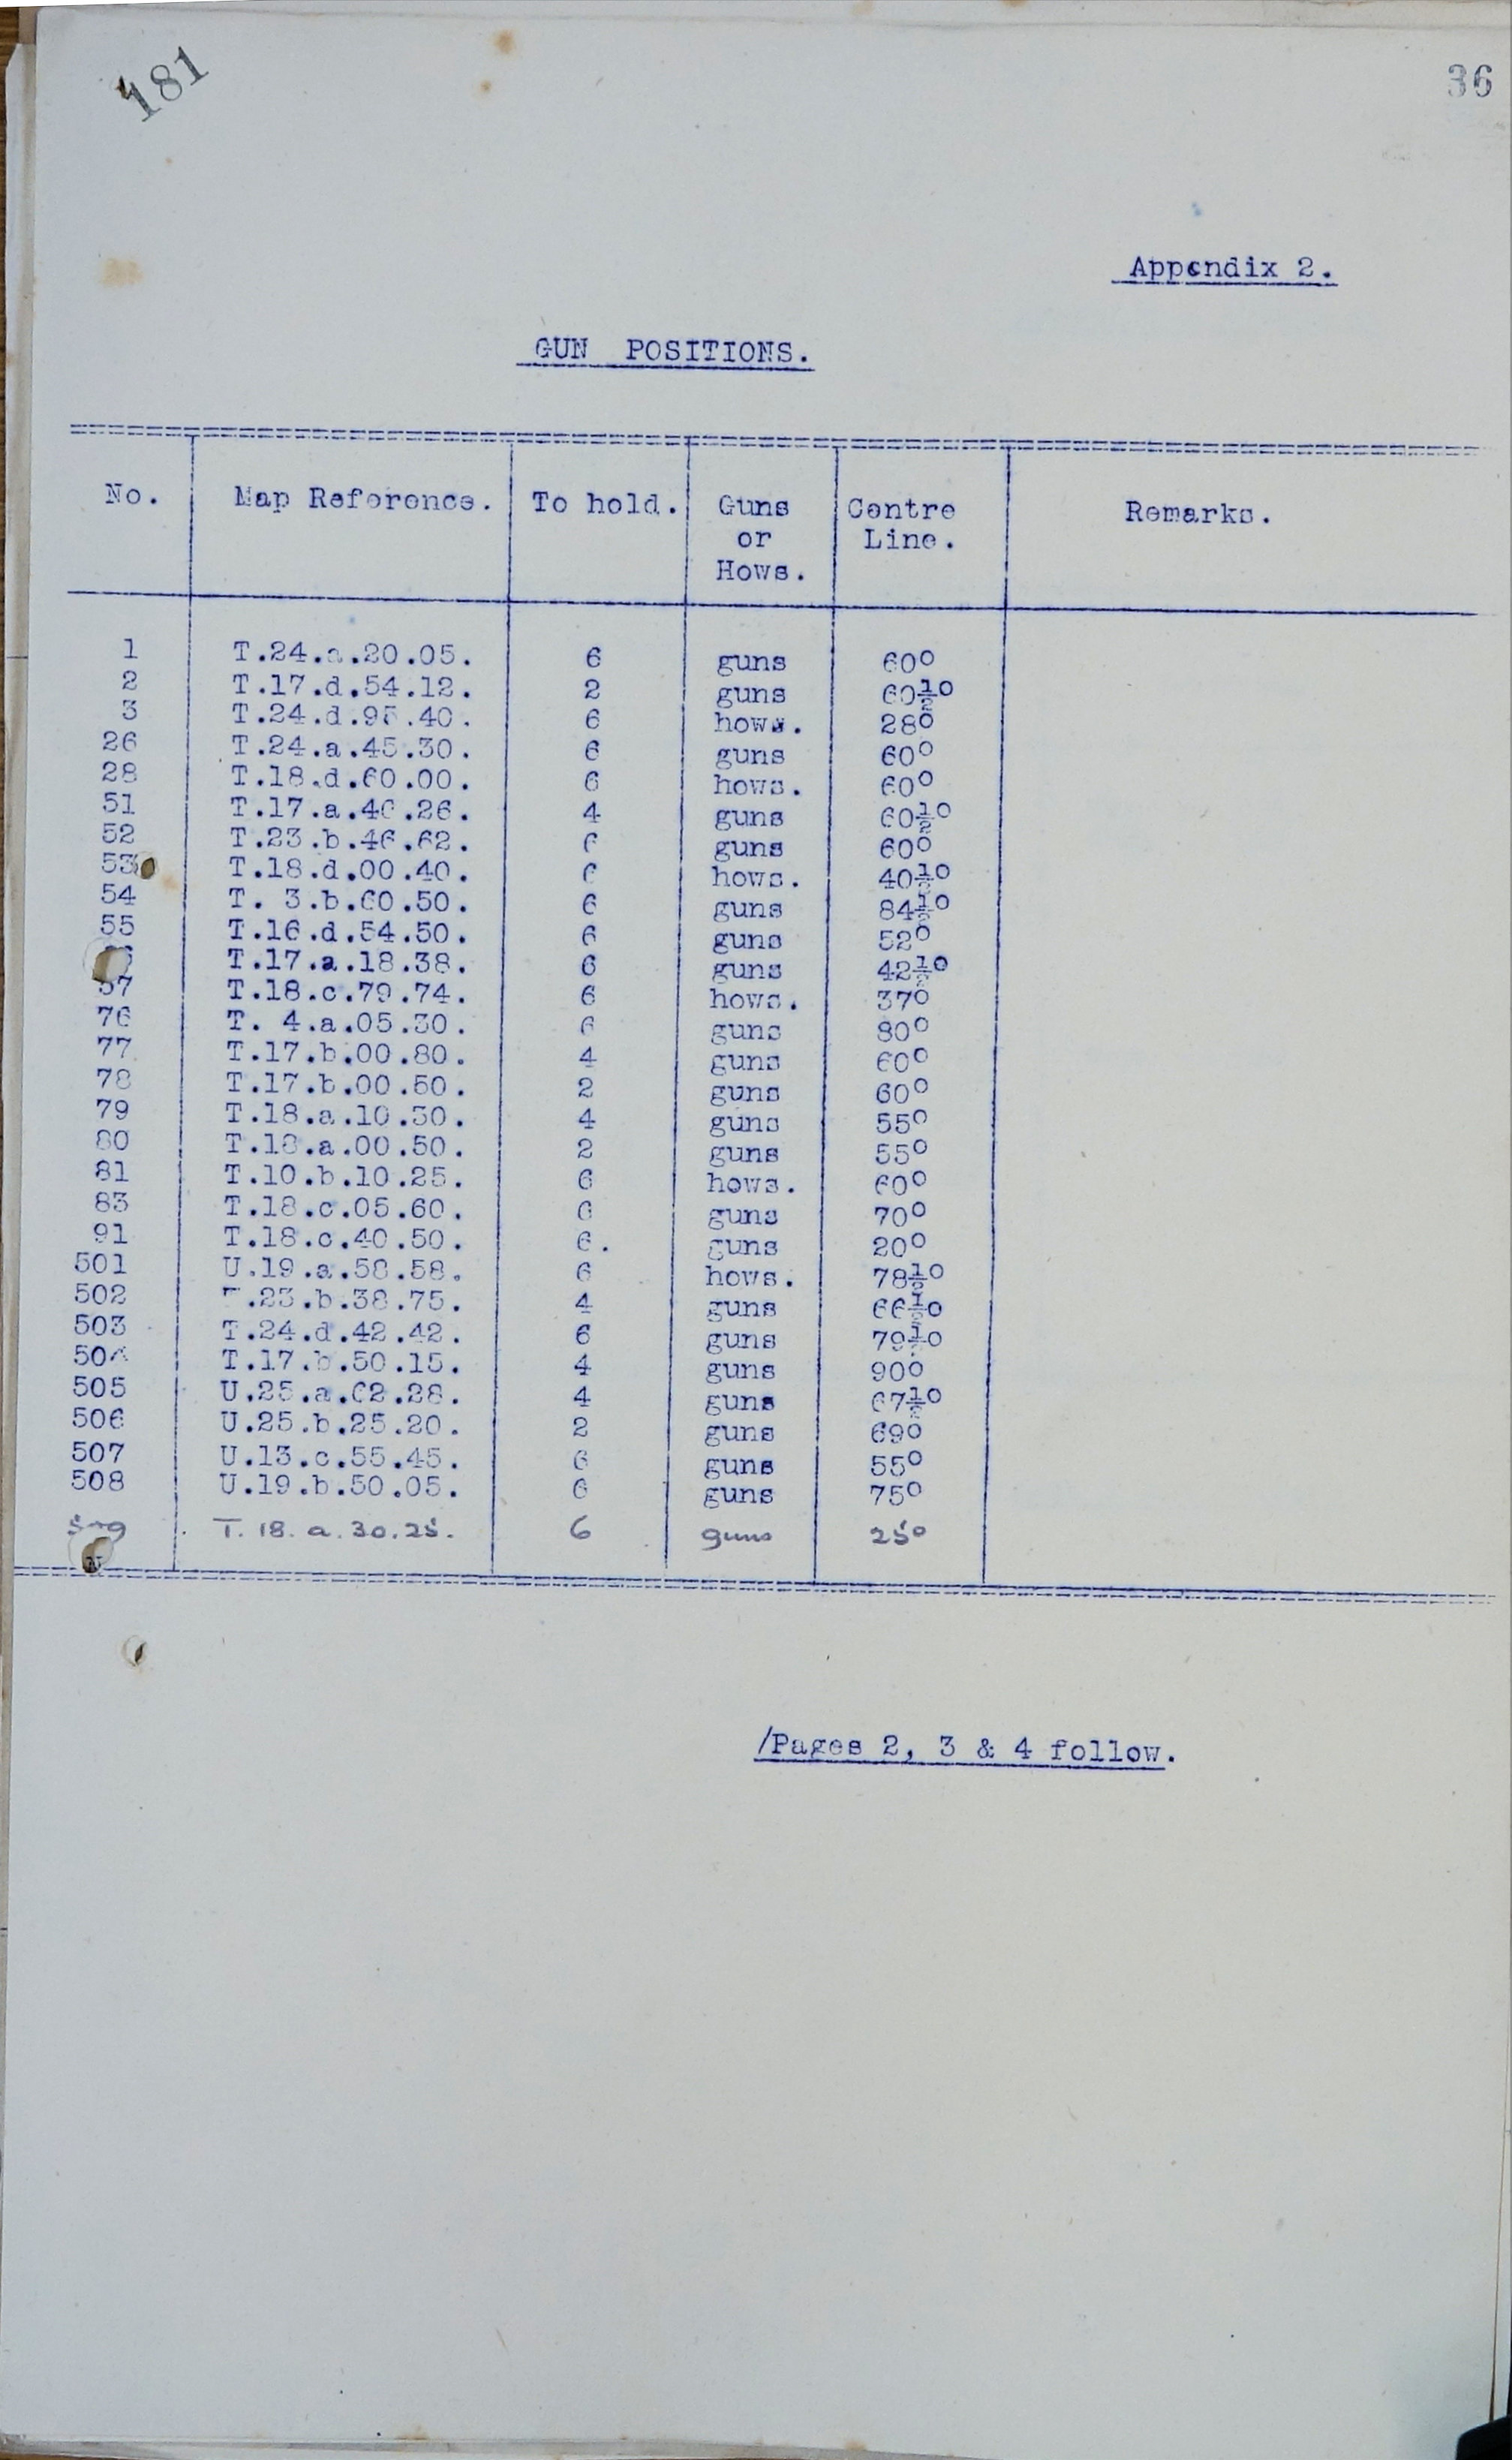 181
36
Appendix 2.
GUN POSITIONS.
No. Map Reference. To hold. Guns or Hows. Centre Line. Remarks.
1 T.24.a.20.05. 6 guns 60°
2 T.17.d.54.12. 2 guns 60½°
3 T.24.d.95.40. 6 hows. 28°
26 T.24.a.45.30. 6 guns 60°
28 T.18.d.60.00. 6 hows. 60°
51 T.17.a.40.26. 4 guns 60½°
52 T.23.b.46.62. 6 guns 60°
53 T.18.d.00.40. 6 hows. 40½°
54 T. 3.b.60.50. 6 guns 84½°
55 T.16.d.54.50. 6 guns 52°
T.17.a.18.38. 6 guns 42½°
57 T.18.c.79.74. 6 hows. 37°
76 T. 4.a.05.30. 6 guns 80°
77 T.17.b.00.80. 4 guns 60°
78 T.17.b.00.50. 2 guns 60°
79 T.18.a.10.30. 4 guns 55°
80 T.18.a.00.50. 2 guns 55°
81 T.10.b.10.25. 6 hows. 60°
83 T.18.c.05.60. 6 guns 70°
91 T.18.c.40.50. 6. guns 20°
501 U.19.a.58.58. 6 hows. 78½°
502 T.23.b.38.75. 4 guns 66½°
503 T.24.d.42.42. 6 guns 79½°
504 T.17.b.50.15. 4 guns 90°
505 U.25.a.62.28. 4 guns 67½°
506 U.25.b.25.20. 2 guns 69°
507 U.13.c.55.45. 6 guns 55°
508 U.19.b.50.05. 6 guns 75°
509 T.18.a.30.25. 6 guns 25°
/Pages 2, 3 & 4 follow.